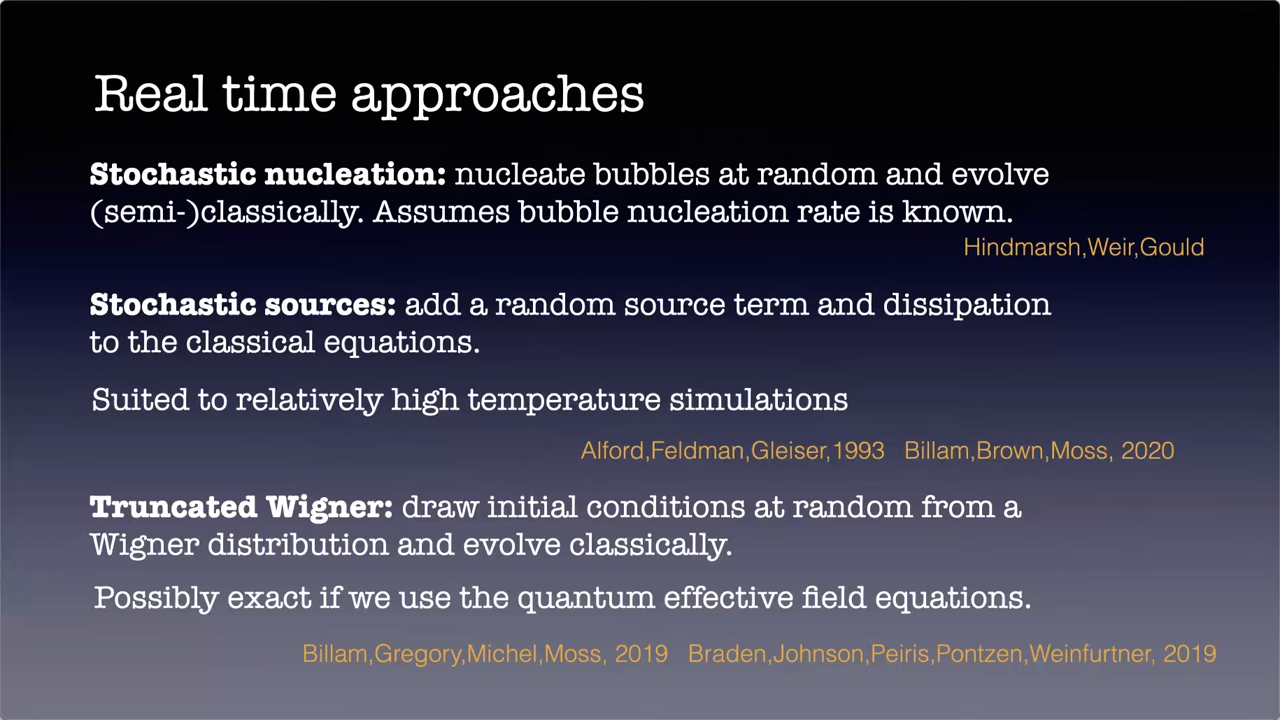 Real time approaches
Stochastic nucleation: nucleate bubbles at random and evolve
(semi-)classically. Assumes bubble nucleation rate is known.
Hindmarsh,Weir,Gould
Stochastic sources: add a random source term and dissipation
to the classical equations.
Suited to relatively high temperature simulations
Alford,Feldman,Gleiser,1993 Billam,Brown,Moss, 2020
Truncated Wigner: draw initial conditions at random from a
Wigner distribution and evolve classically.
Possibly exact if we use the quantum effective field equations.
Billam,Gregory,Michel,Moss, 2019 Braden,Johnson,Peiris,Pontzen,Weinfurtner, 2019